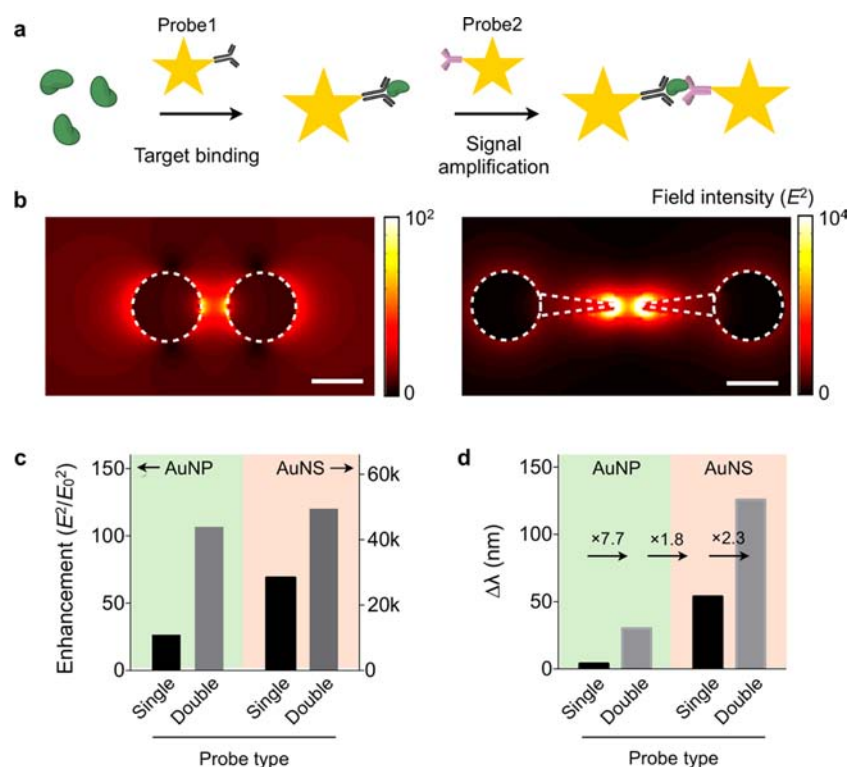 a
Probe1
Probe2
Target binding
Signal
amplification
b
Field intensity (E²)
10²
0
10⁴
0
c
Enhancement (E²/E₀²)
150
100
50
0
← AuNP
AuNS →
60k
40k
20k
0
Single
Double
Single
Double
Probe type
d
Δλ (nm)
150
100
50
0
AuNP
AuNS
×7.7
×1.8
×2.3
Single
Double
Single
Double
Probe type